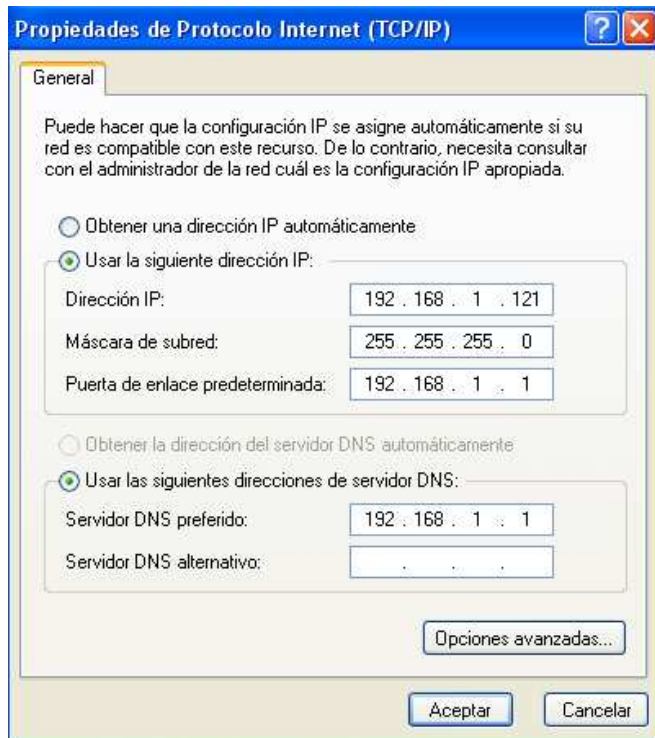 Propiedades de Protocolo Internet (TCP/IP)
General
Puede hacer que la configuración IP se asigne automáticamente si su
red es compatible con este recurso. De lo contrario, necesita consultar
con el administrador de la red cuál es la configuración IP apropiada.
Obtener una dirección IP automáticamente
Usar la siguiente dirección IP:
Dirección IP: 192 . 168 . 1 . 121
Máscara de subred: 255 . 255 . 255 . 0
Puerta de enlace predeterminada: 192 . 168 . 1 . 1
Obtener la dirección del servidor DNS automáticamente
Usar las siguientes direcciones de servidor DNS:
Servidor DNS preferido: 192 . 168 . 1 . 1
Servidor DNS alternativo: . . .
Opciones avanzadas...
Aceptar Cancelar